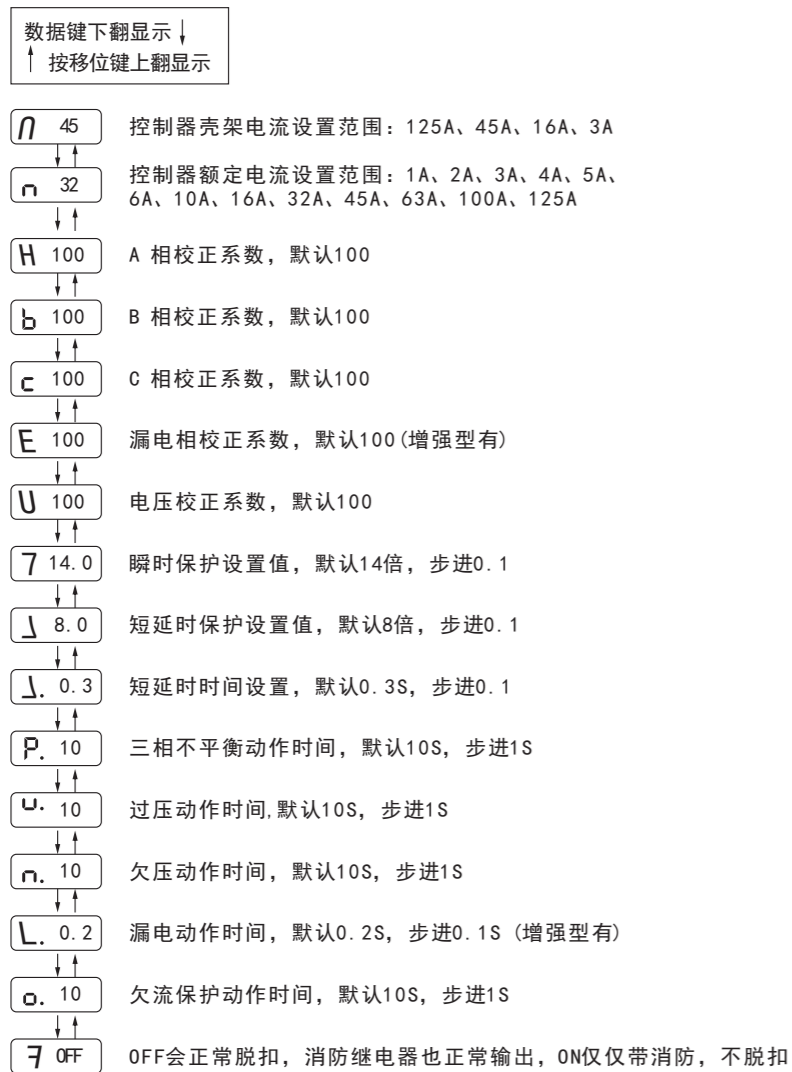 数据键下翻显示↓
↑ 按移位键上翻显示
n 45 控制器壳架电流设置范围：125A、45A、16A、3A
n 32 控制器额定电流设置范围：1A、2A、3A、4A、5A、
6A、10A、16A、32A、45A、63A、100A、125A
H 100 A 相校正系数，默认100
b 100 B 相校正系数，默认100
c 100 C 相校正系数，默认100
E 100 漏电相校正系数，默认100(增强型有)
U 100 电压校正系数，默认100
7 14.0 瞬时保护设置值，默认14倍，步进0.1
8.0 短延时保护设置值，默认8倍，步进0.1
0.3 短延时时间设置，默认0.3S，步进0.1
P. 10 三相不平衡动作时间，默认10S，步进1S
u. 10 过压动作时间,默认10S，步进1S
n. 10 欠压动作时间，默认10S，步进1S
L. 0.2 漏电动作时间，默认0.2S，步进0.1S (增强型有)
o. 10 欠流保护动作时间，默认10S，步进1S
OFF OFF会正常脱扣，消防继电器也正常输出，ON仅仅带消防，不脱扣